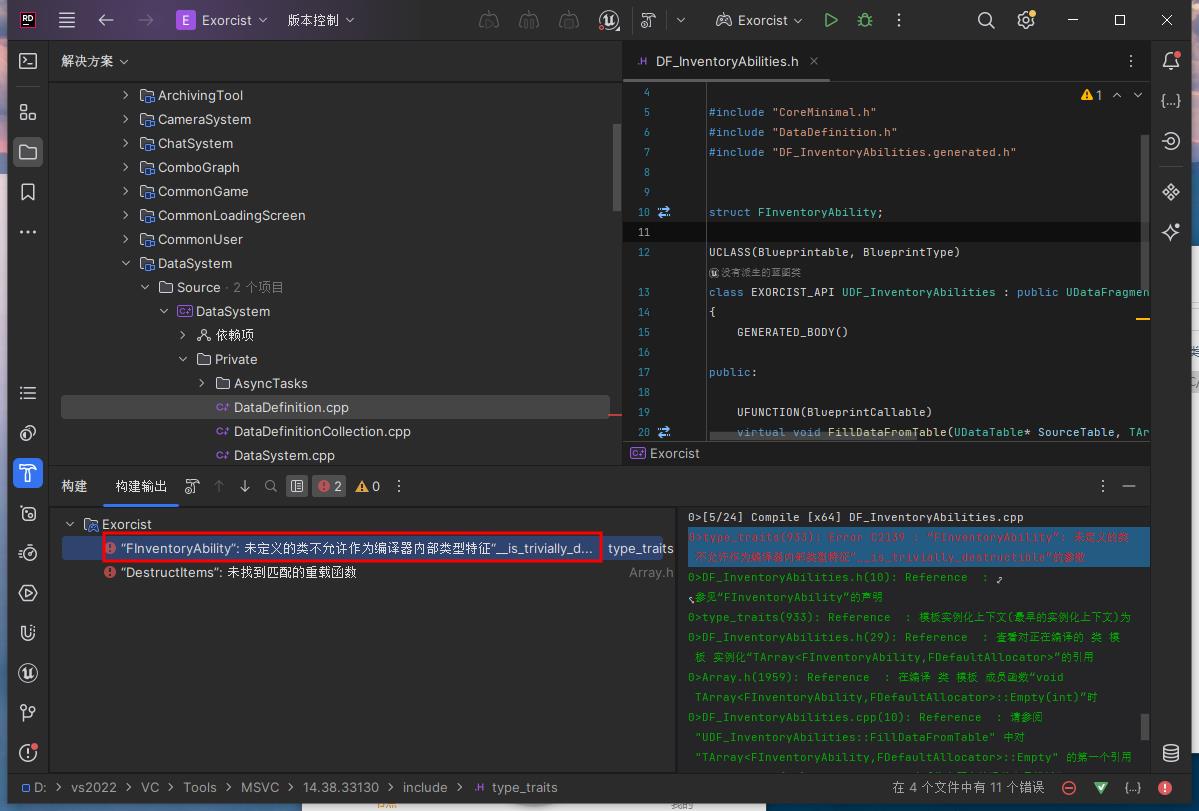 RD
E Exorcist
版本控制
Exorcist
解决方案
DF_InventoryAbilities.h
ArchivingTool
CameraSystem
ChatSystem
ComboGraph
CommonGame
CommonLoadingScreen
CommonUser
DataSystem
Source · 2 个项目
DataSystem
依赖项
Private
AsyncTasks
DataDefinition.cpp
DataDefinitionCollection.cpp
DataSystem.cpp
1
4
5 #include "CoreMinimal.h"
6 #include "DataDefinition.h"
7 #include "DF_InventoryAbilities.generated.h"
8
9
10 struct FInventoryAbility;
11
12 UCLASS(Blueprintable, BlueprintType)
没有派生的蓝图类
13 class EXORCIST_API UDF_InventoryAbilities : public UDataFragmen
14 {
15 GENERATED_BODY()
16
17 public:
18
19 UFUNCTION(BlueprintCallable)
20 virtual void FillDataFromTable(UDataTable* SourceTable, TAr
Exorcist
构建
构建输出
2
0
Exorcist
“FInventoryAbility”: 未定义的类不允许作为编译器内部类型特征“__is_trivially_d... type_traits
“DestructItems”: 未找到匹配的重载函数 Array.h
0>[5/24] Compile [x64] DF_InventoryAbilities.cpp
0>type_traits(933): Error C2139 : “FInventoryAbility”: 未定义的类
不允许作为编译器内部类型特征“__is_trivially_destructible”的参数
0>DF_InventoryAbilities.h(10): Reference :
参见“FInventoryAbility”的声明
0>type_traits(933): Reference : 模板实例化上下文(最早的实例化上下文)为
0>DF_InventoryAbilities.h(29): Reference : 查看对正在编译的 类 模
板 实例化“TArray<FInventoryAbility,FDefaultAllocator>”的引用
0>Array.h(1959): Reference : 在编译 类 模板 成员函数“void
TArray<FInventoryAbility,FDefaultAllocator>::Empty(int)”时
0>DF_InventoryAbilities.cpp(10): Reference : 请参阅
"UDF_InventoryAbilities::FillDataFromTable" 中对
"TArray<FInventoryAbility,FDefaultAllocator>::Empty" 的第一个引用
D: > vs2022 > VC > Tools > MSVC > 14.38.33130 > include > .H type_traits
在 4 个文件中有 11 个错误